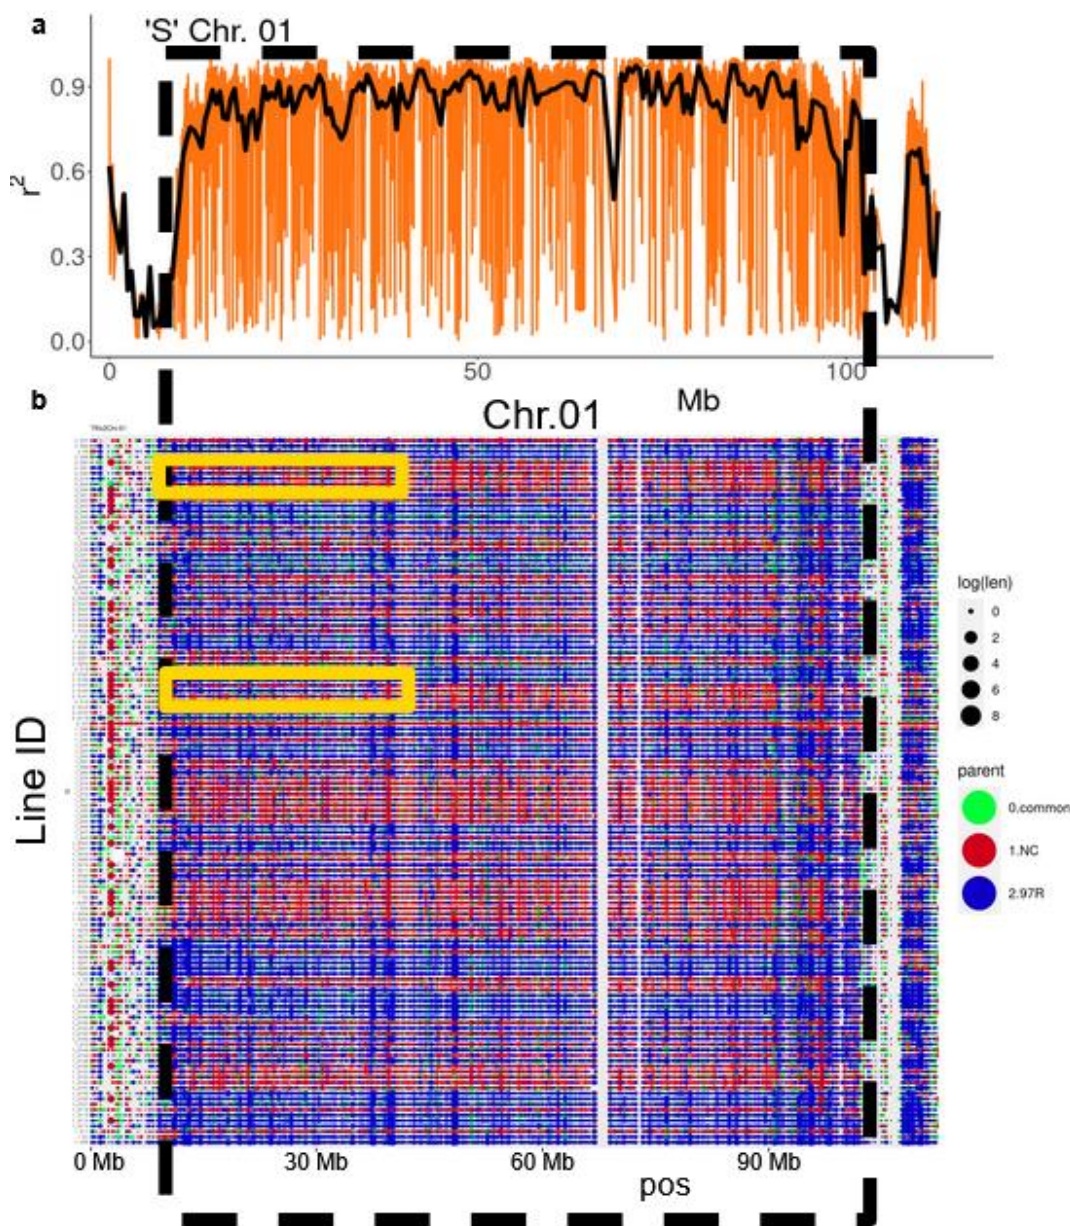 a
'S' Chr. 01
r²
0.9
0.6
0.3
0.0
0
50
100
Mb
b
Chr.01
Line ID
0 Mb
30 Mb
60 Mb
90 Mb
pos
log(len)
0
2
4
6
8
parent
0.common
1.NC
2.97R